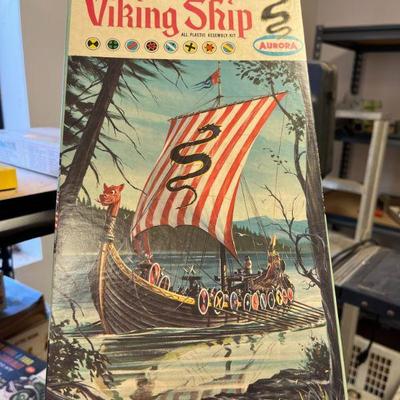 Viking Ship
ALL PLASTIC ASSEMBLY KIT
AURORA